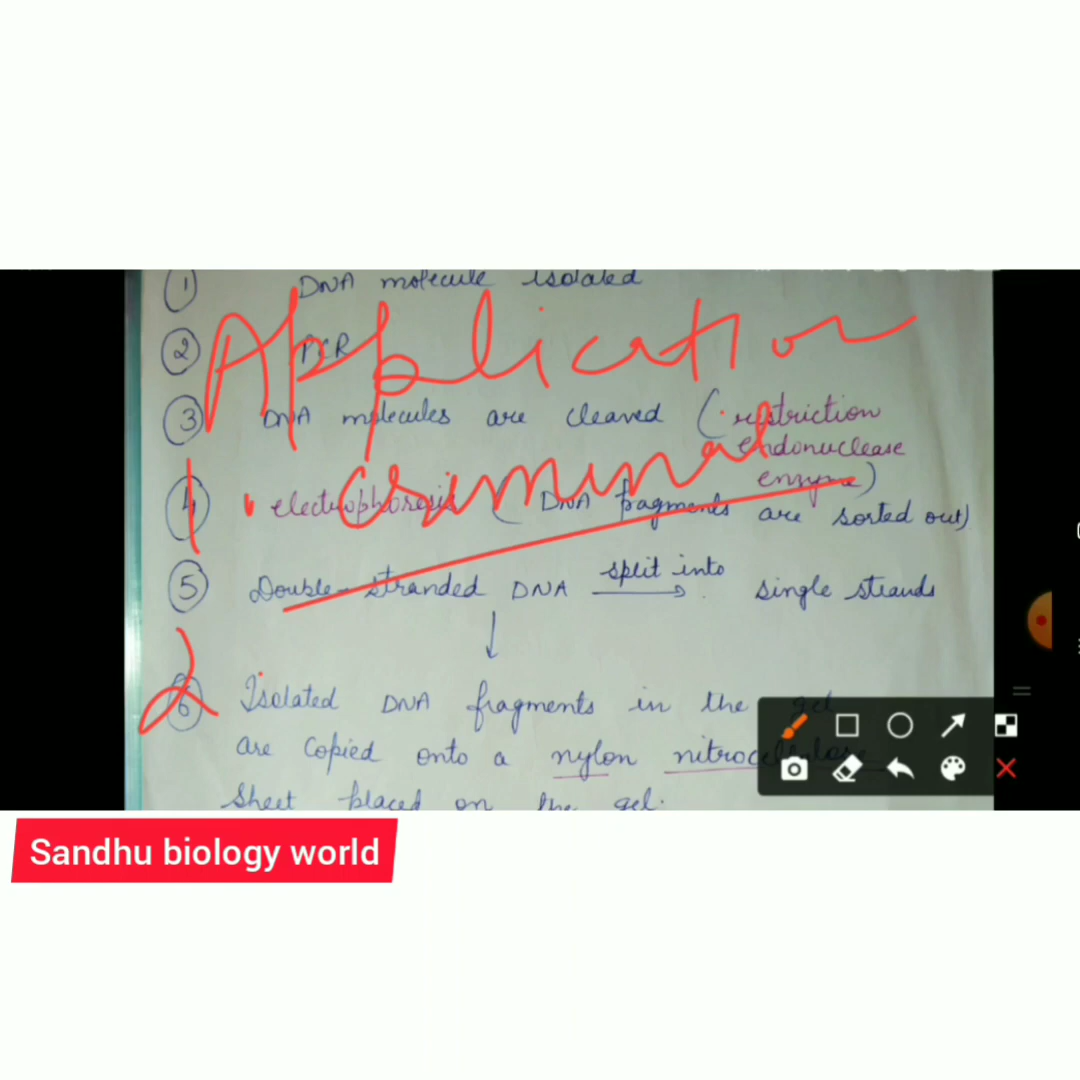 ① DNA molecule isolated
② PCR
Application
③ DNA molecules are cleaved (restriction
endonuclease
enzyme)
1. criminal
④ electrophoresis (DNA fragments are sorted out)
⑤ Double-stranded DNA split into single strands
2
⑥ Isolated DNA fragments in the gel
are copied onto a nylon nitrocellulose
sheet placed on the gel.
Sandhu biology world